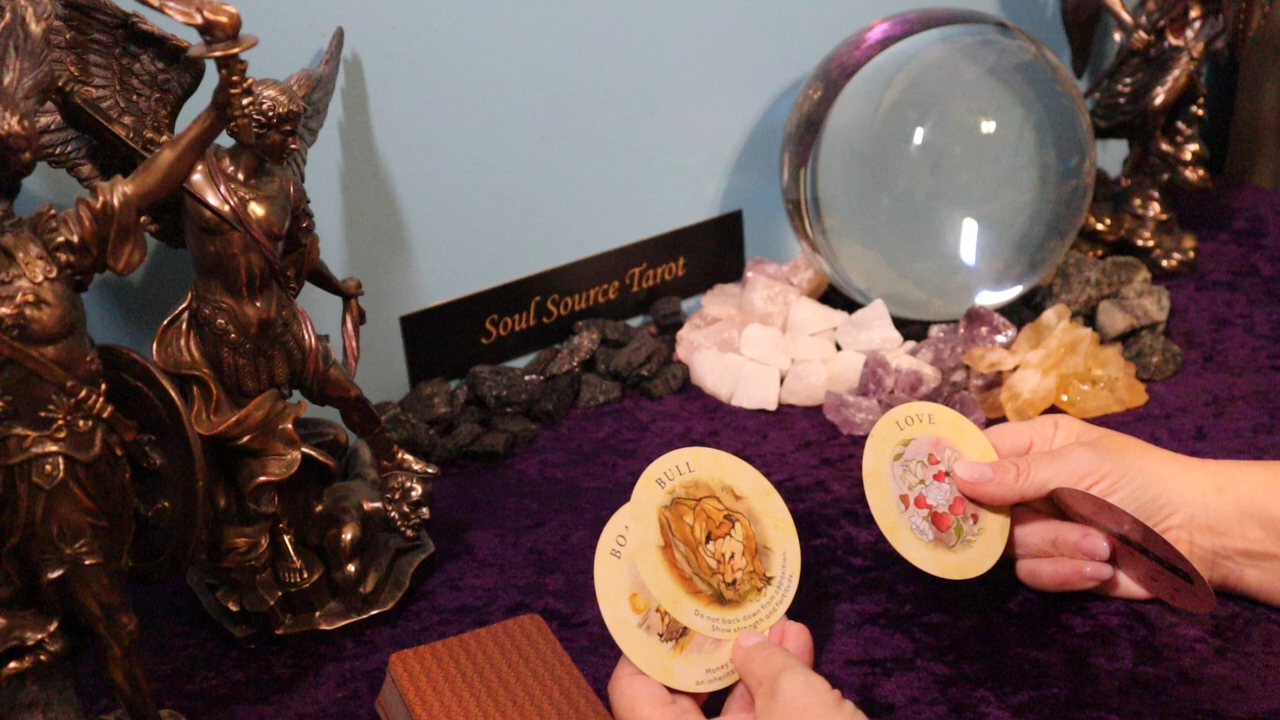 Soul Source Tarot
LOVE
BULL
Do not back down from opposition.
Show strength and fortitude
BO
Money
an inherit